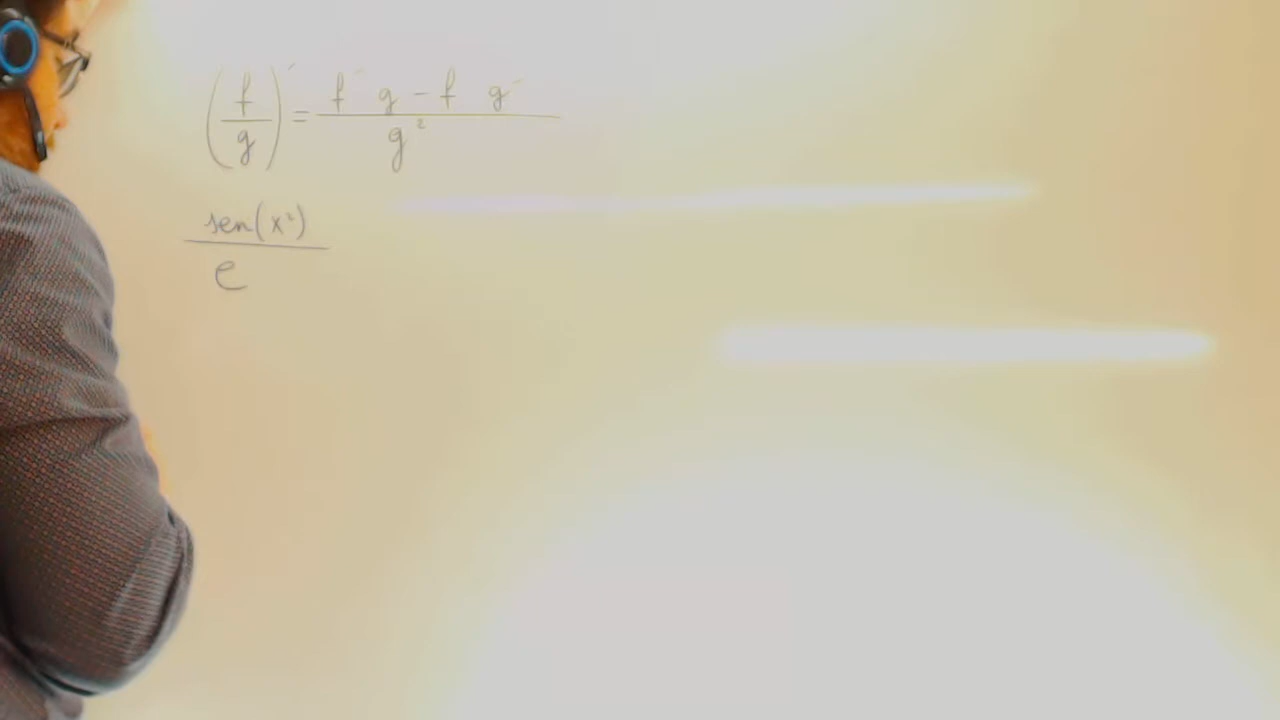 (f/g)´ = (f´ g - f g´)/g²
sen(x²)/e